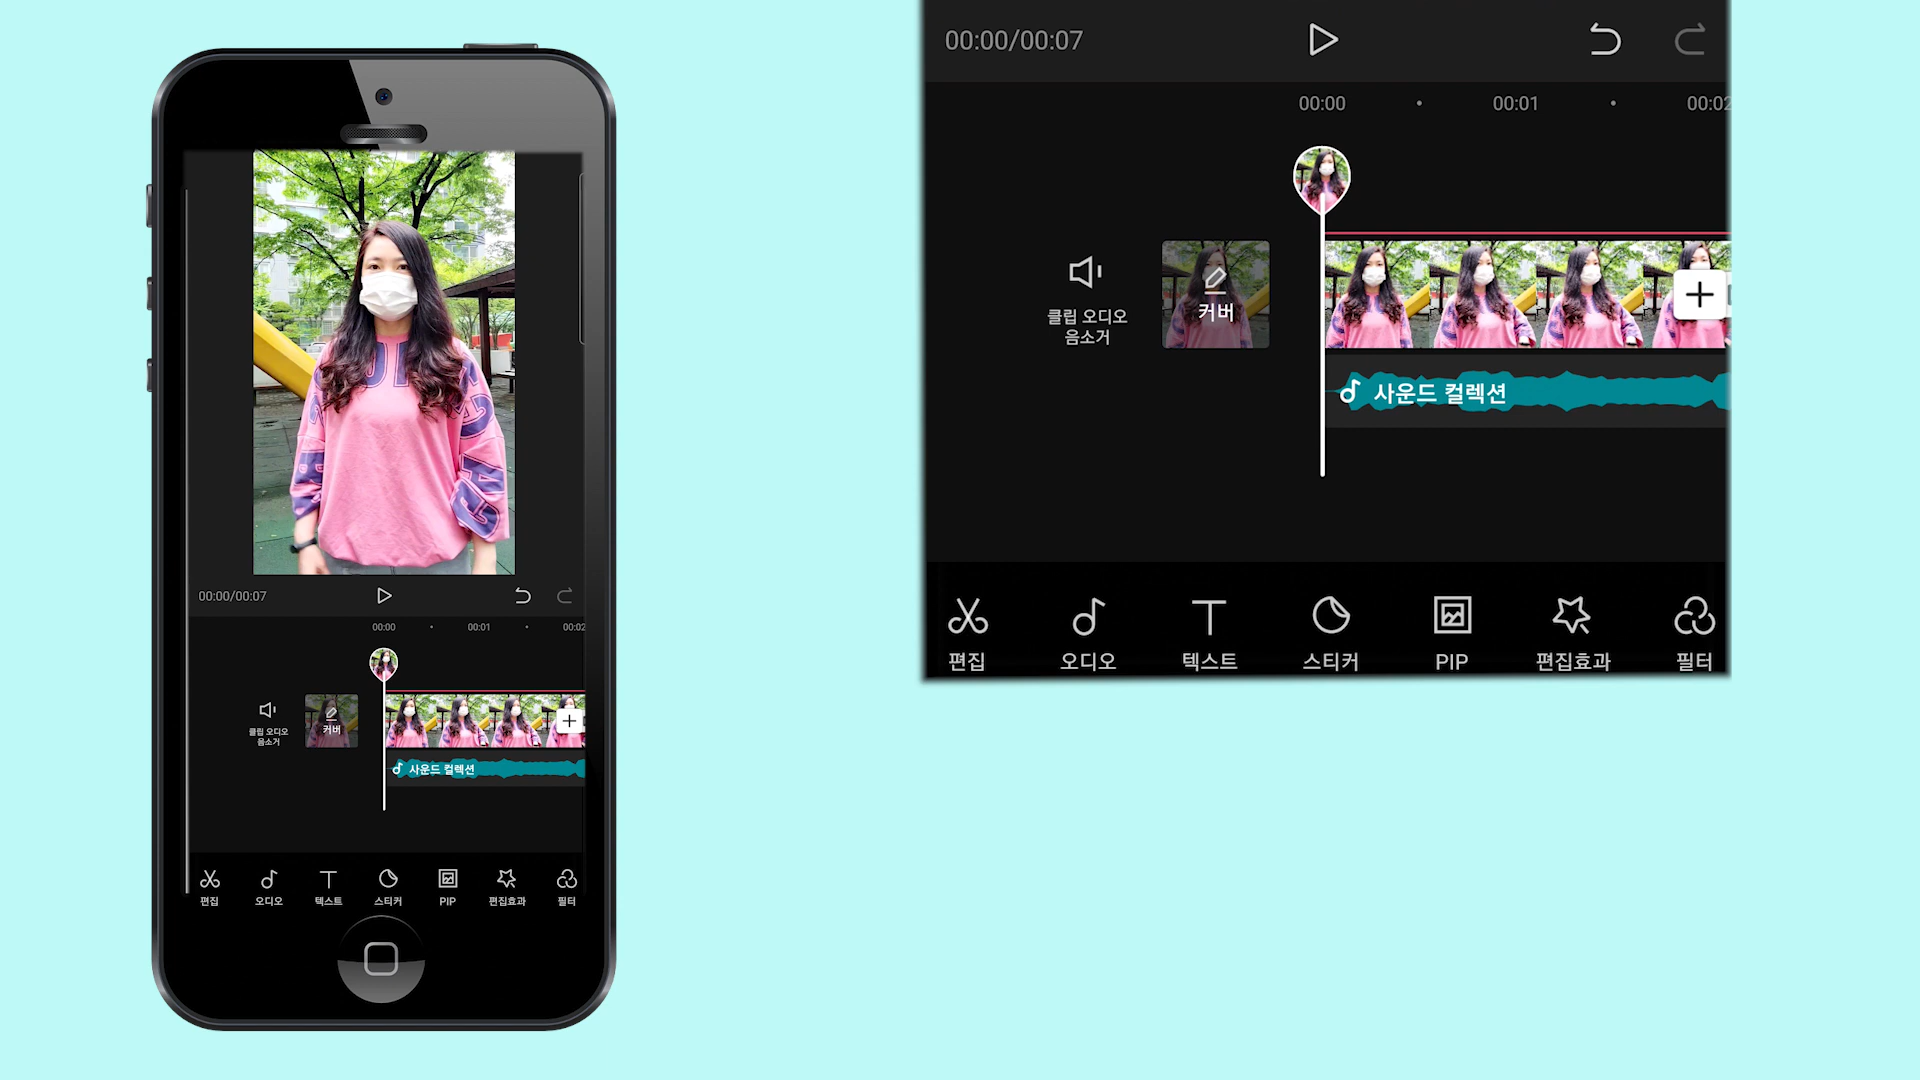 00:00/00:07
00:00 00:01 00:02
클립 오디오
음소거
커버
사운드 컬렉션
편집 오디오 텍스트 스티커 PIP 편집효과 필터
00:00/00:07
00:00 00:01 00:02
클립 오디오
음소거
커버
사운드 컬렉션
편집 오디오 텍스트 스티커 PIP 편집효과 필터